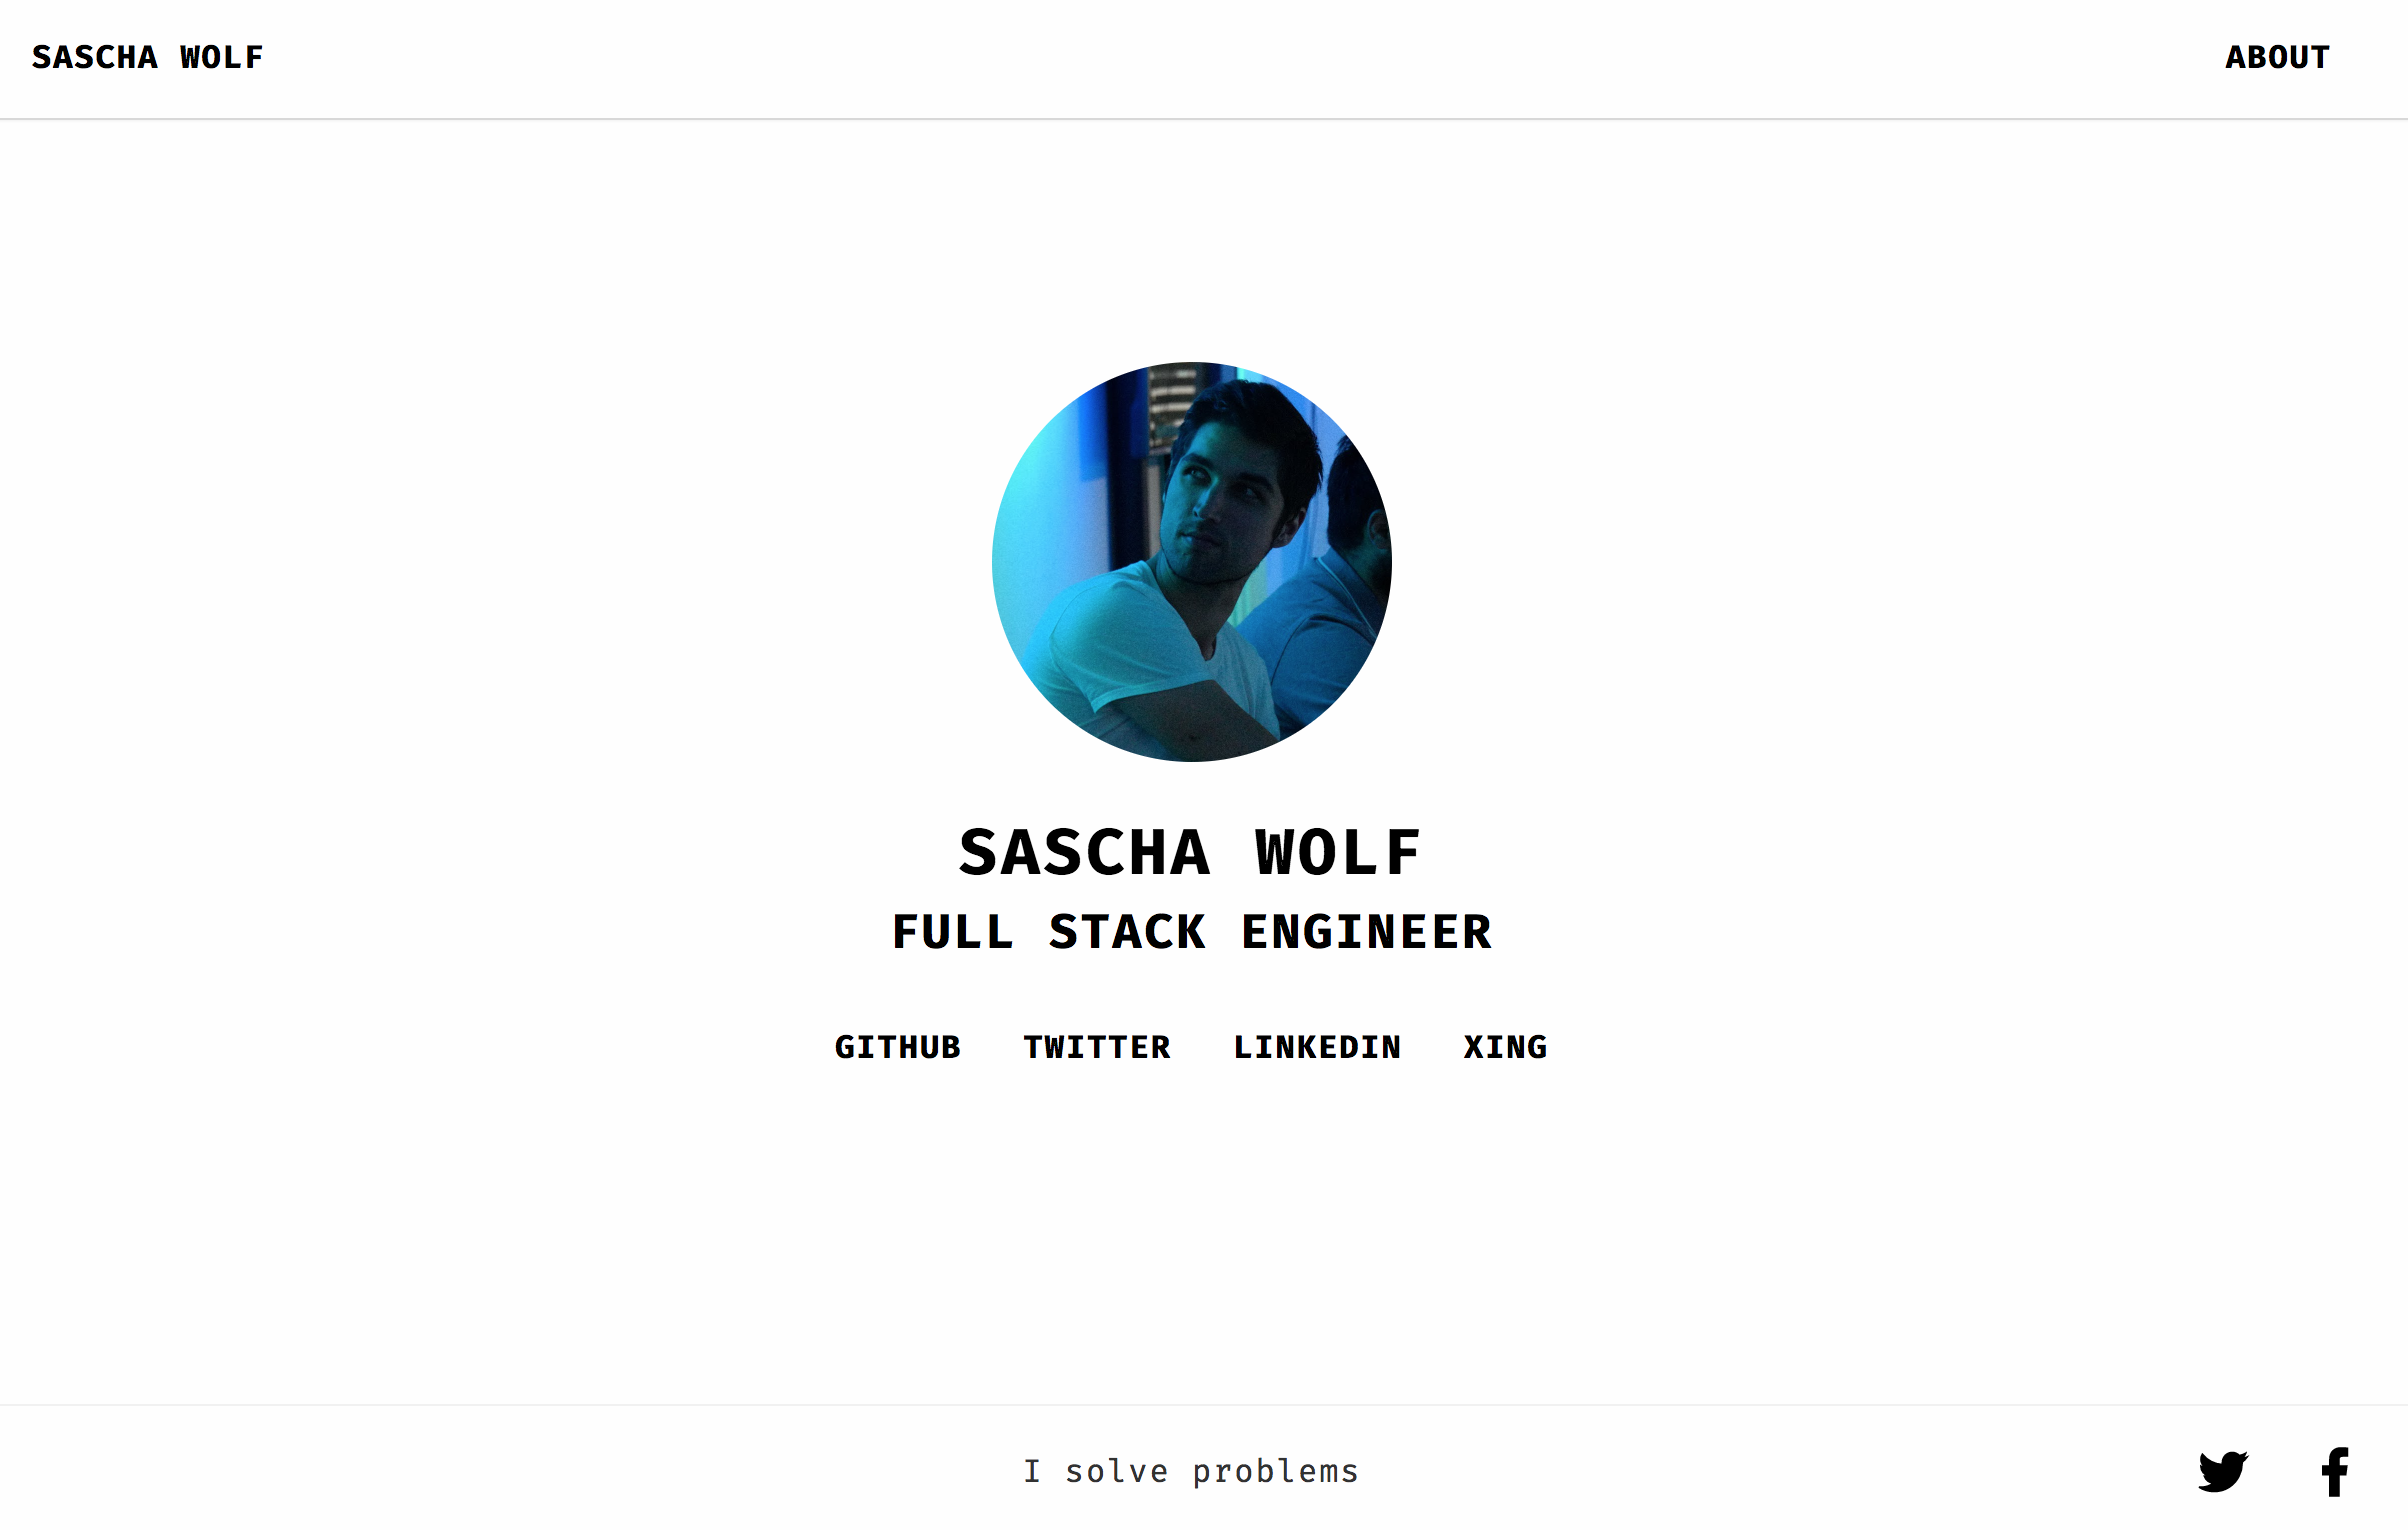 SASCHA WOLF
ABOUT
SASCHA WOLF
FULL STACK ENGINEER
GITHUB TWITTER LINKEDIN XING
I solve problems